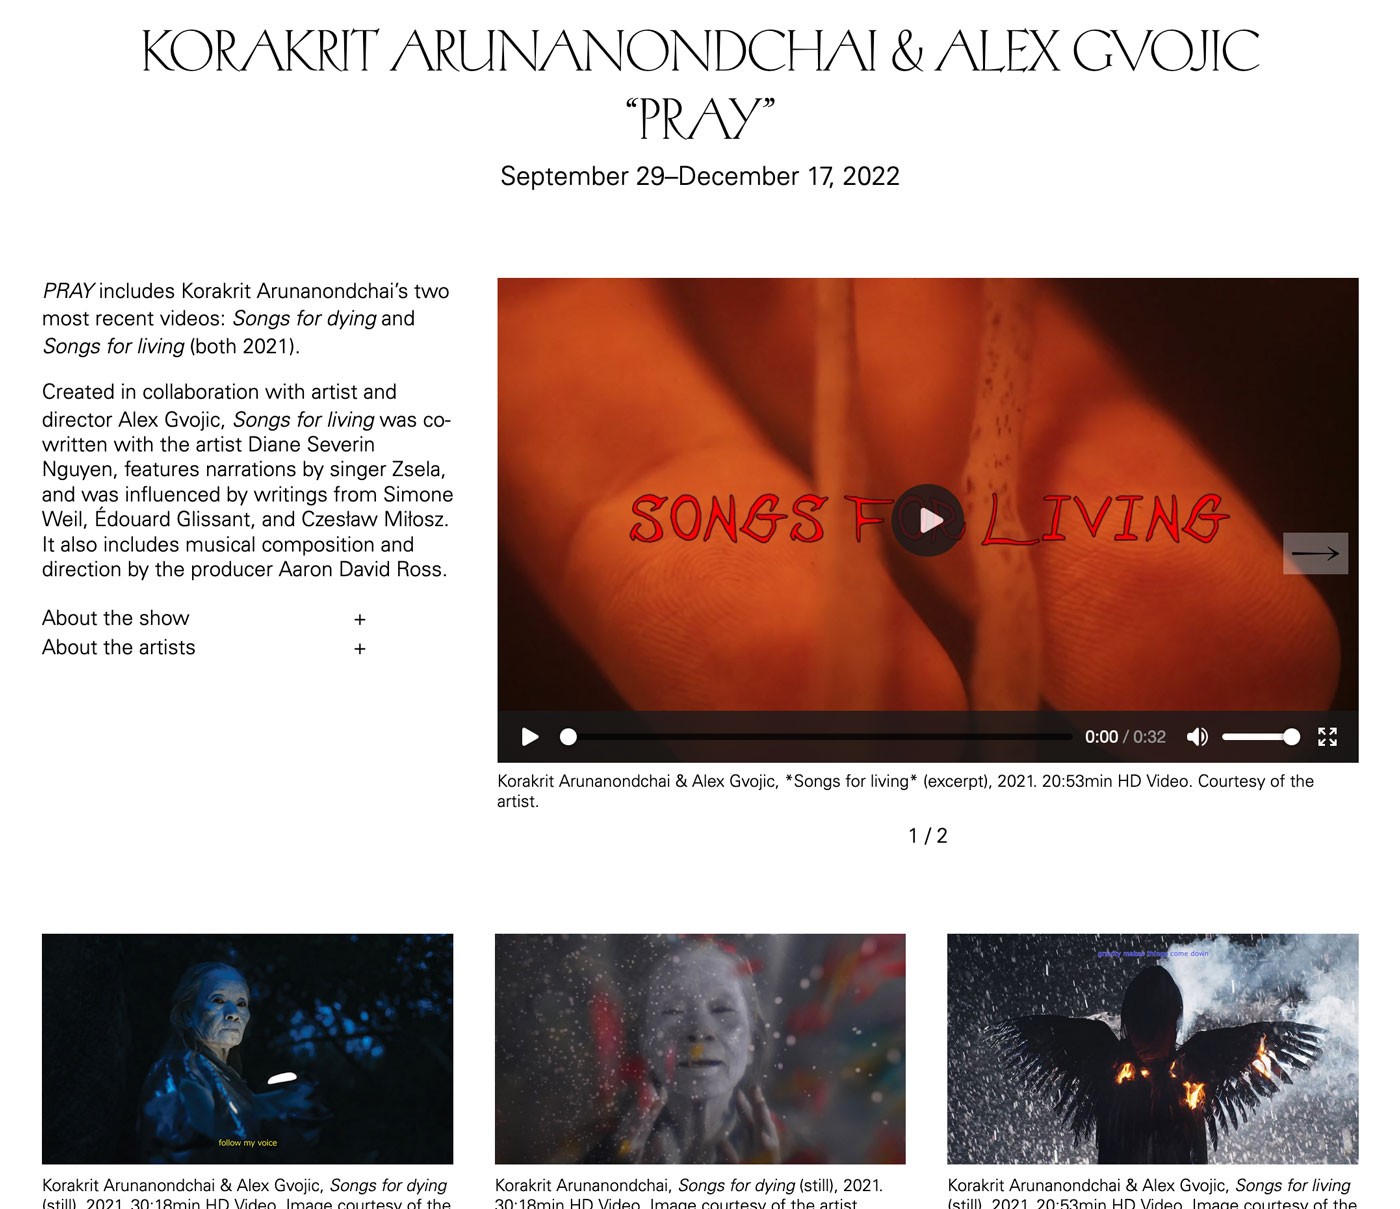 KORAKRIT ARUNANONDCHAI & ALEX GVOJIC
“PRAY”
September 29–December 17, 2022
PRAY includes Korakrit Arunanondchai’s two
most recent videos: Songs for dying and
Songs for living (both 2021).
Created in collaboration with artist and
director Alex Gvojic, Songs for living was co-
written with the artist Diane Severin
Nguyen, features narrations by singer Zsela,
and was influenced by writings from Simone
Weil, Édouard Glissant, and Czesław Miłosz.
It also includes musical composition and
direction by the producer Aaron David Ross.
About the show +
About the artists +
SONGS FOR LIVING
0:00 / 0:32
Korakrit Arunanondchai & Alex Gvojic, *Songs for living* (excerpt), 2021. 20:53min HD Video. Courtesy of the
artist.
1 / 2
follow my voice
Korakrit Arunanondchai & Alex Gvojic, Songs for dying
(still), 2021. 30:18min HD Video. Image courtesy of the
Korakrit Arunanondchai, Songs for dying (still), 2021.
30:18min HD Video. Image courtesy of the artist
gravity makes things come down
Korakrit Arunanondchai & Alex Gvojic, Songs for living
(still), 2021. 20:53min HD Video. Image courtesy of the